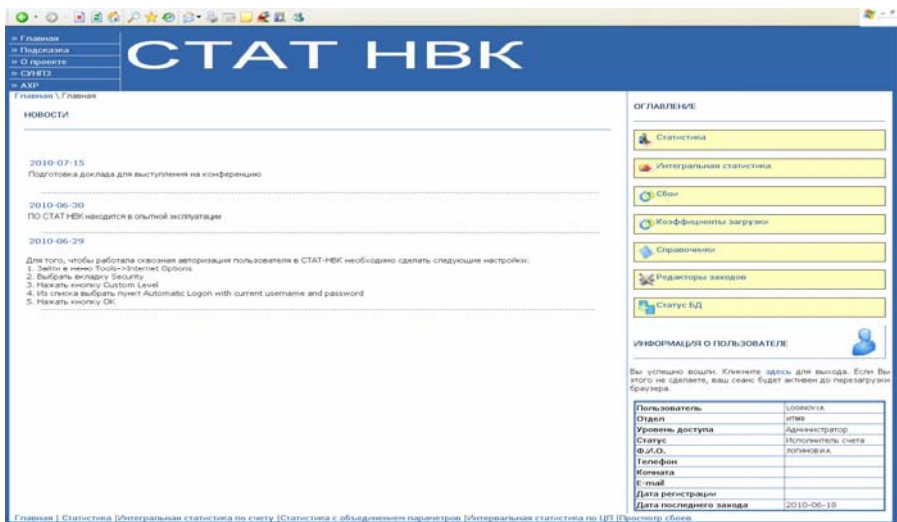 » Главная
» Подсказка
» О проекте
» СУНПЗ
» АХР
СТАТ НВК
Главная \ Главная
НОВОСТИ
2010-07-15
Подготовка доклада для выступления на конференцию
2010-06-30
ПО СТАТ НВК находится в опытной эксплуатации
2010-06-29
Для того, чтобы работала сквозная авторизация пользователя в СТАТ-НВК необходимо сделать следующие настройки:
1. Зайти в меню Tools->Internet Options
2. Выбрать вкладку Security
3. Нажать кнопку Custom Level
4. Из списка выбрать пункт Automatic Logon with current username and password
5. Нажать кнопку OK
ОГЛАВЛЕНИЕ
Статистика
Интегральная статистика
Сбои
Коэффициенты загрузки
Справочники
Редакторы заходов
Статус БД
ИНФОРМАЦИЯ О ПОЛЬЗОВАТЕЛЕ
Вы успешно вошли. Кликните здесь для выхода. Если Вы
этого не сделаете, ваш сеанс будет активен до перезагрузки
браузера.
Пользователь LOGINOV I.A.
Отдел
Уровень доступа Администратор
Статус Исполнитель счета
Ф.И.О. ЛОГИНОВ И.А.
Телефон
Комната
E-mail
Дата регистрации
Дата последнего захода 2010-06-18
Главная | Статистика |Интегральная статистика по счету |Статистика с объединением параметров |Интервальная статистика по ЦП |Просмотр сбоев